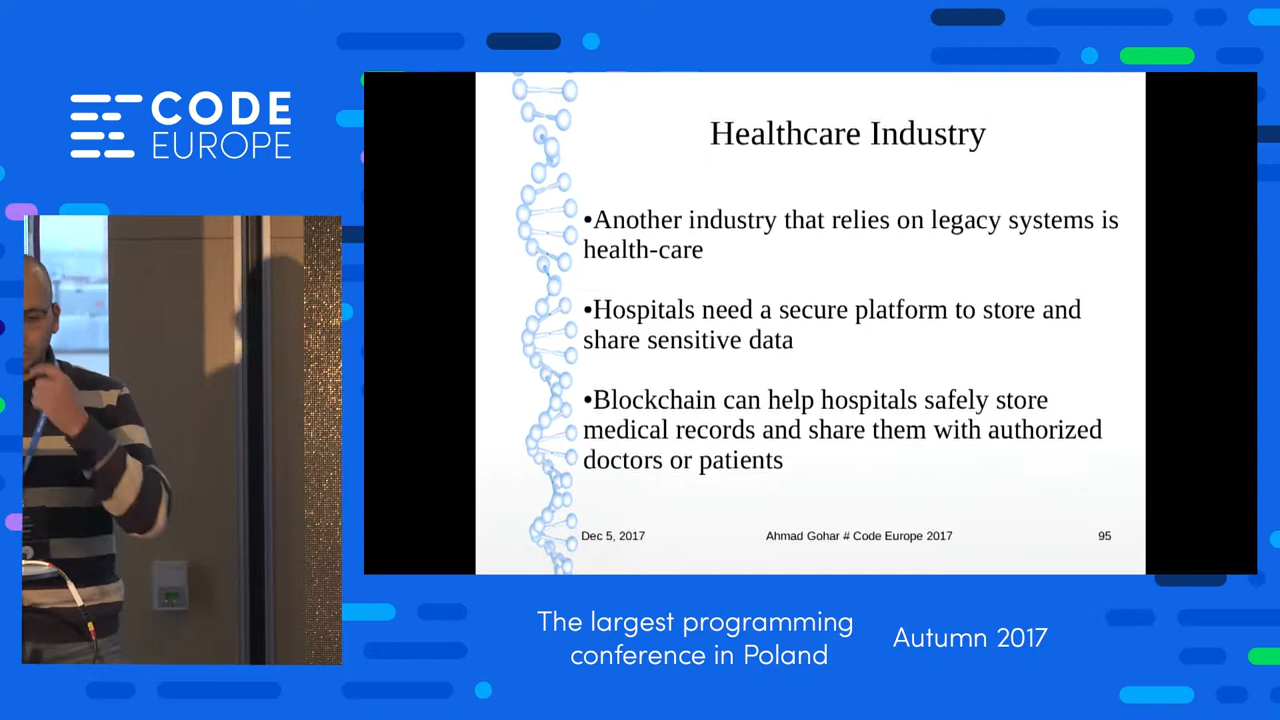 CODE
EUROPE
Healthcare Industry
•Another industry that relies on legacy systems is
health-care
•Hospitals need a secure platform to store and
share sensitive data
•Blockchain can help hospitals safely store
medical records and share them with authorized
doctors or patients
Dec 5, 2017 Ahmad Gohar # Code Europe 2017 95
The largest programming
conference in Poland
Autumn 2017